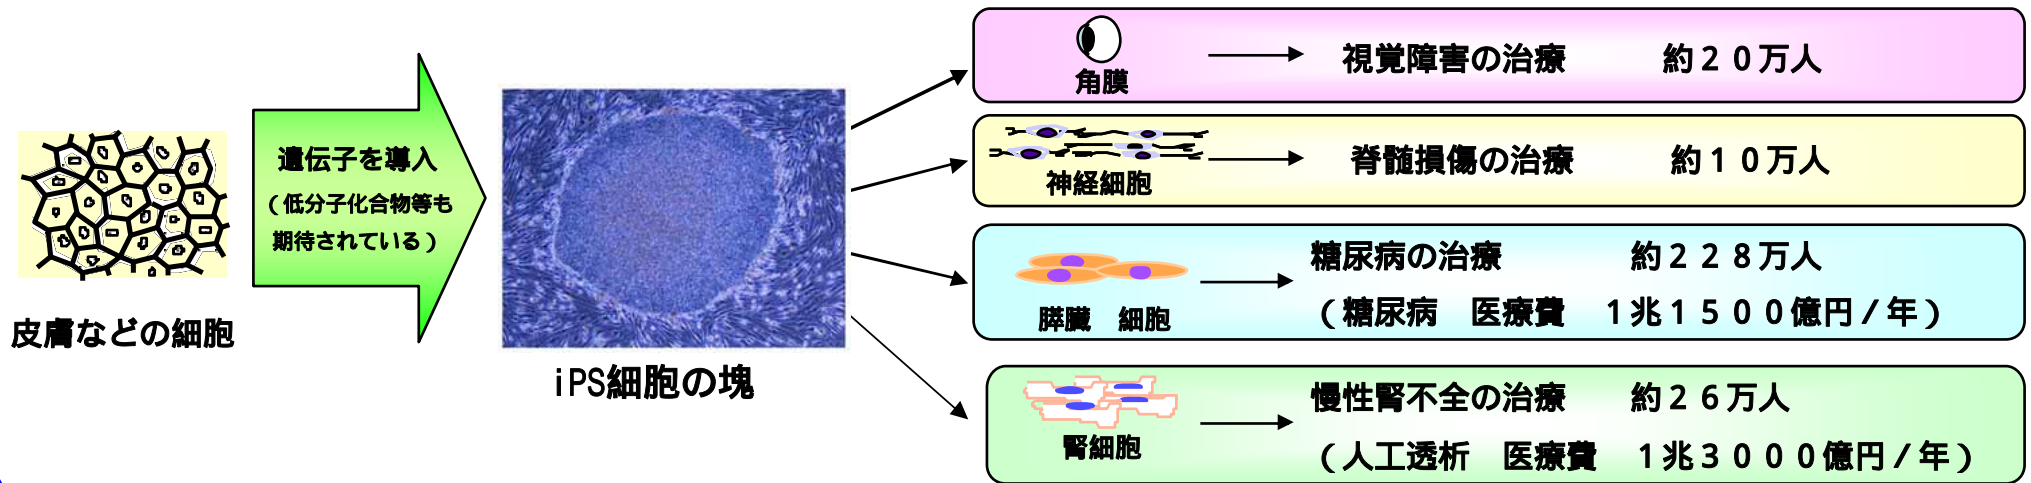 皮膚などの細胞
遺伝子を導入
（低分子化合物等も
期待されている）
iPS細胞の塊
角膜
視覚障害の治療　約２０万人
神経細胞
脊髄損傷の治療　約１０万人
膵臓　細胞
糖尿病の治療　約２２８万人
（糖尿病　医療費　１兆１５００億円／年）
腎細胞
慢性腎不全の治療　約２６万人
（人工透析　医療費　１兆３０００億円／年）